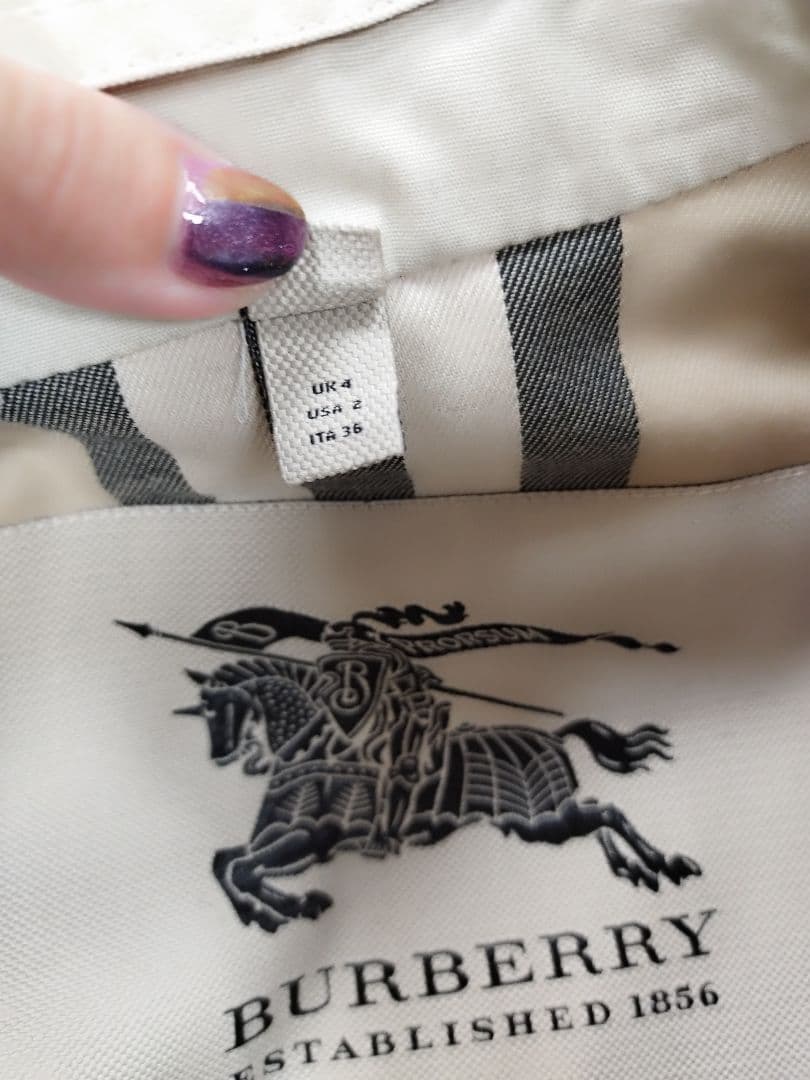 UK 4
USA 2
ITA 36
B
PRORSUM
B
BURBERRY
ESTABLISHED 1856